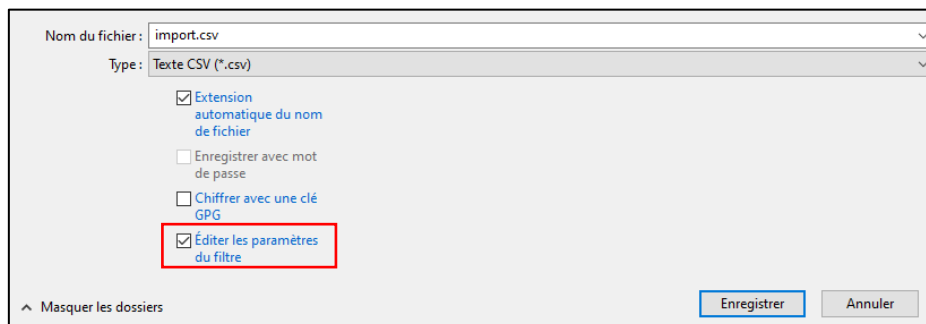 Nom du fichier : import.csv
Type : Texte CSV (*.csv)
Extension
automatique du nom
de fichier
Enregistrer avec mot
de passe
Chiffrer avec une clé
GPG
Éditer les paramètres
du filtre
Masquer les dossiers Enregistrer Annuler